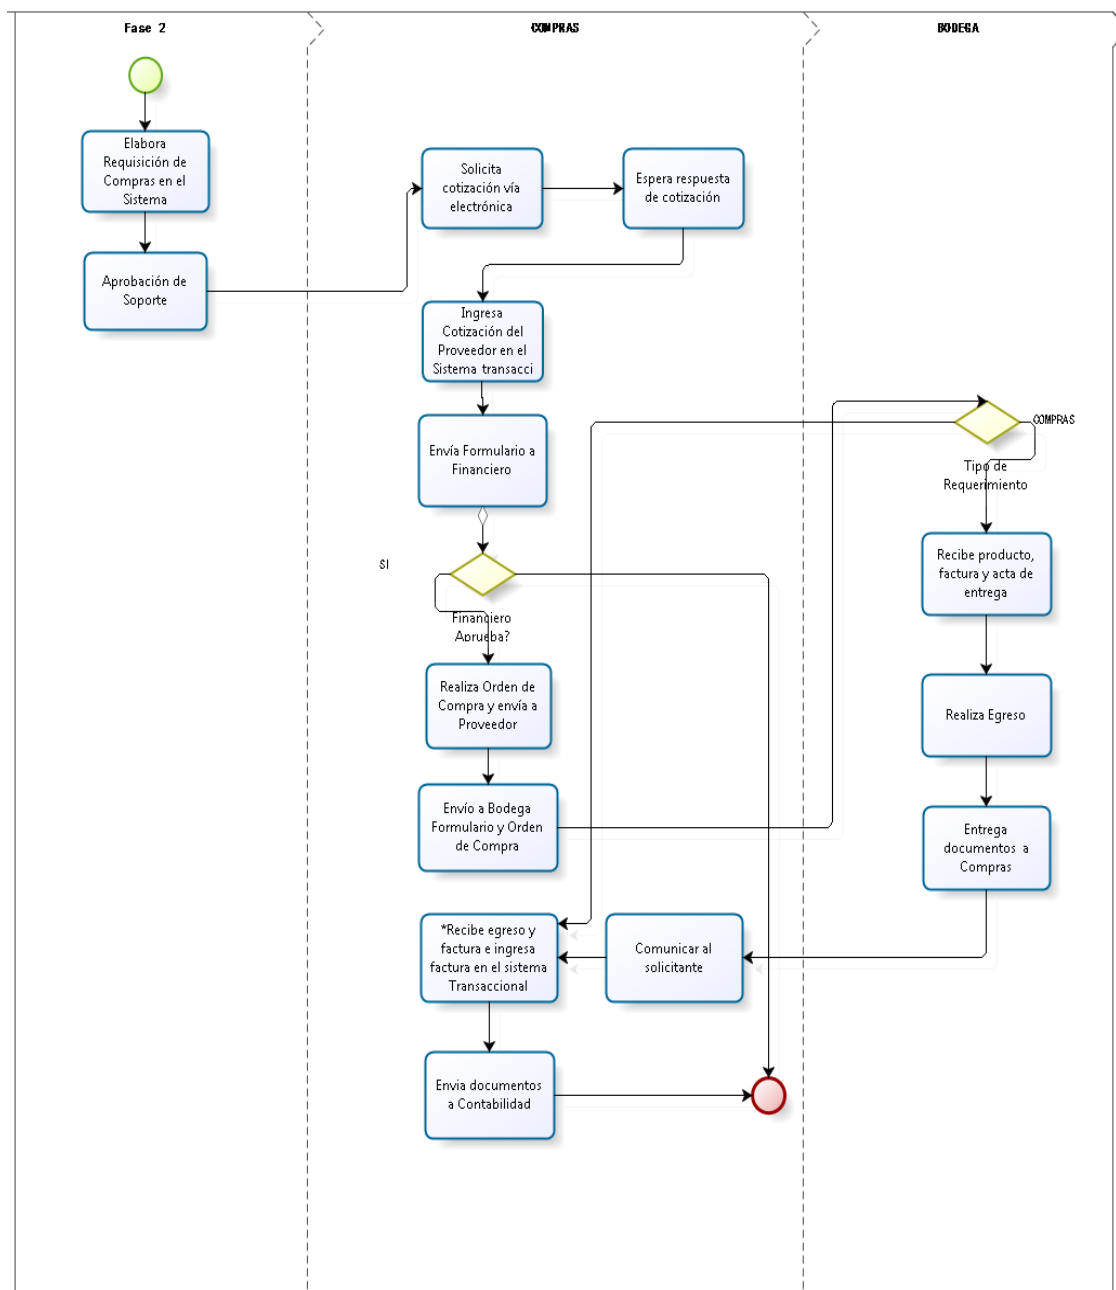 Fase 2
COMPRAS
BODEGA
Elabora
Requisición de
Compras en el
Sistema
Aprobación de
Soporte
Solicita
cotización vía
electrónica
Espera respuesta
de cotización
Ingresa
Cotización del
Proveedor en el
Sistema transacci
Envía Formulario a
Financiero
SI
Financiero
Aprueba?
Realiza Orden de
Compra y envía a
Proveedor
Envío a Bodega
Formulario y Orden
de Compra
COMPRAS
Tipo de
Requerimiento
Recibe producto,
factura y acta de
entrega
Realiza Egreso
Entrega
documentos a
Compras
Comunicar al
solicitante
*Recibe egreso y
factura e ingresa
factura en el sistema
Transaccional
Envia documentos
a Contabilidad